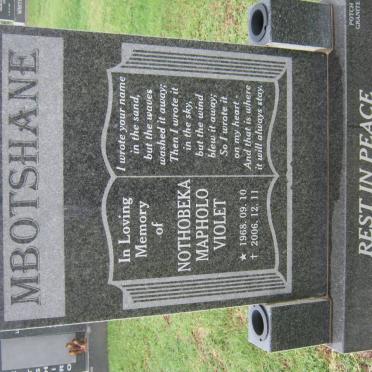 MBOTSHANE
In Loving
Memory
of
NOTHOBEKA
MAPHOLO
VIOLET
★ 1968. 09. 10
✝ 2006. 12. 11
I wrote your name
in the sand,
but the waves
washed it away;
Then I wrote it
in the sky,
but the wind
blew it away;
So I wrote it
on my heart -
And that is where
it will always stay.
REST IN PEACE
POTCH
GRANITE